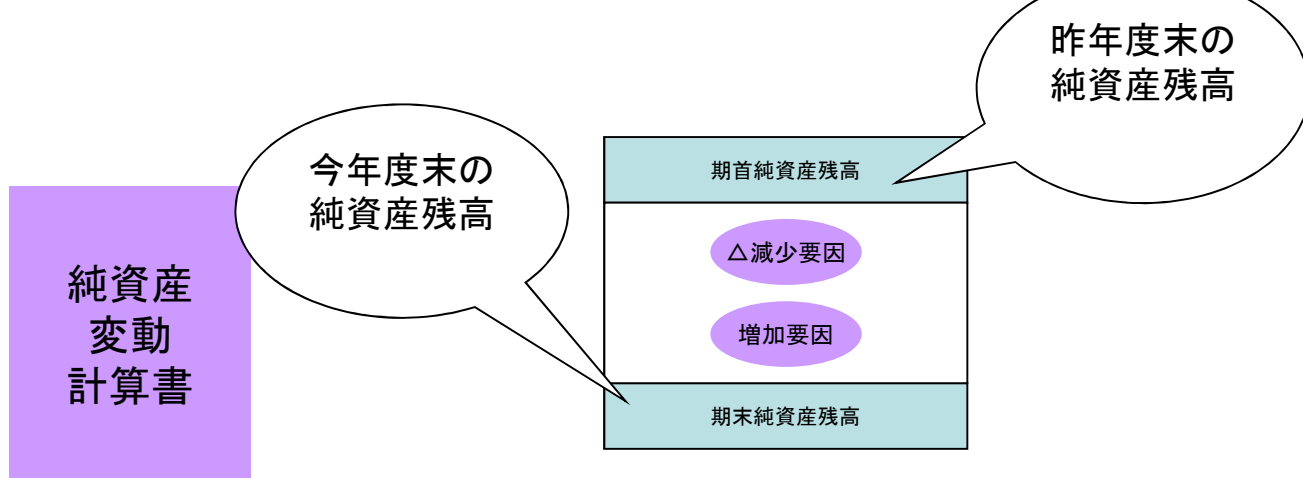 昨年度末の
純資産残高
今年度末の
純資産残高
期首純資産残高
△減少要因
増加要因
期末純資産残高
純資産
変動
計算書